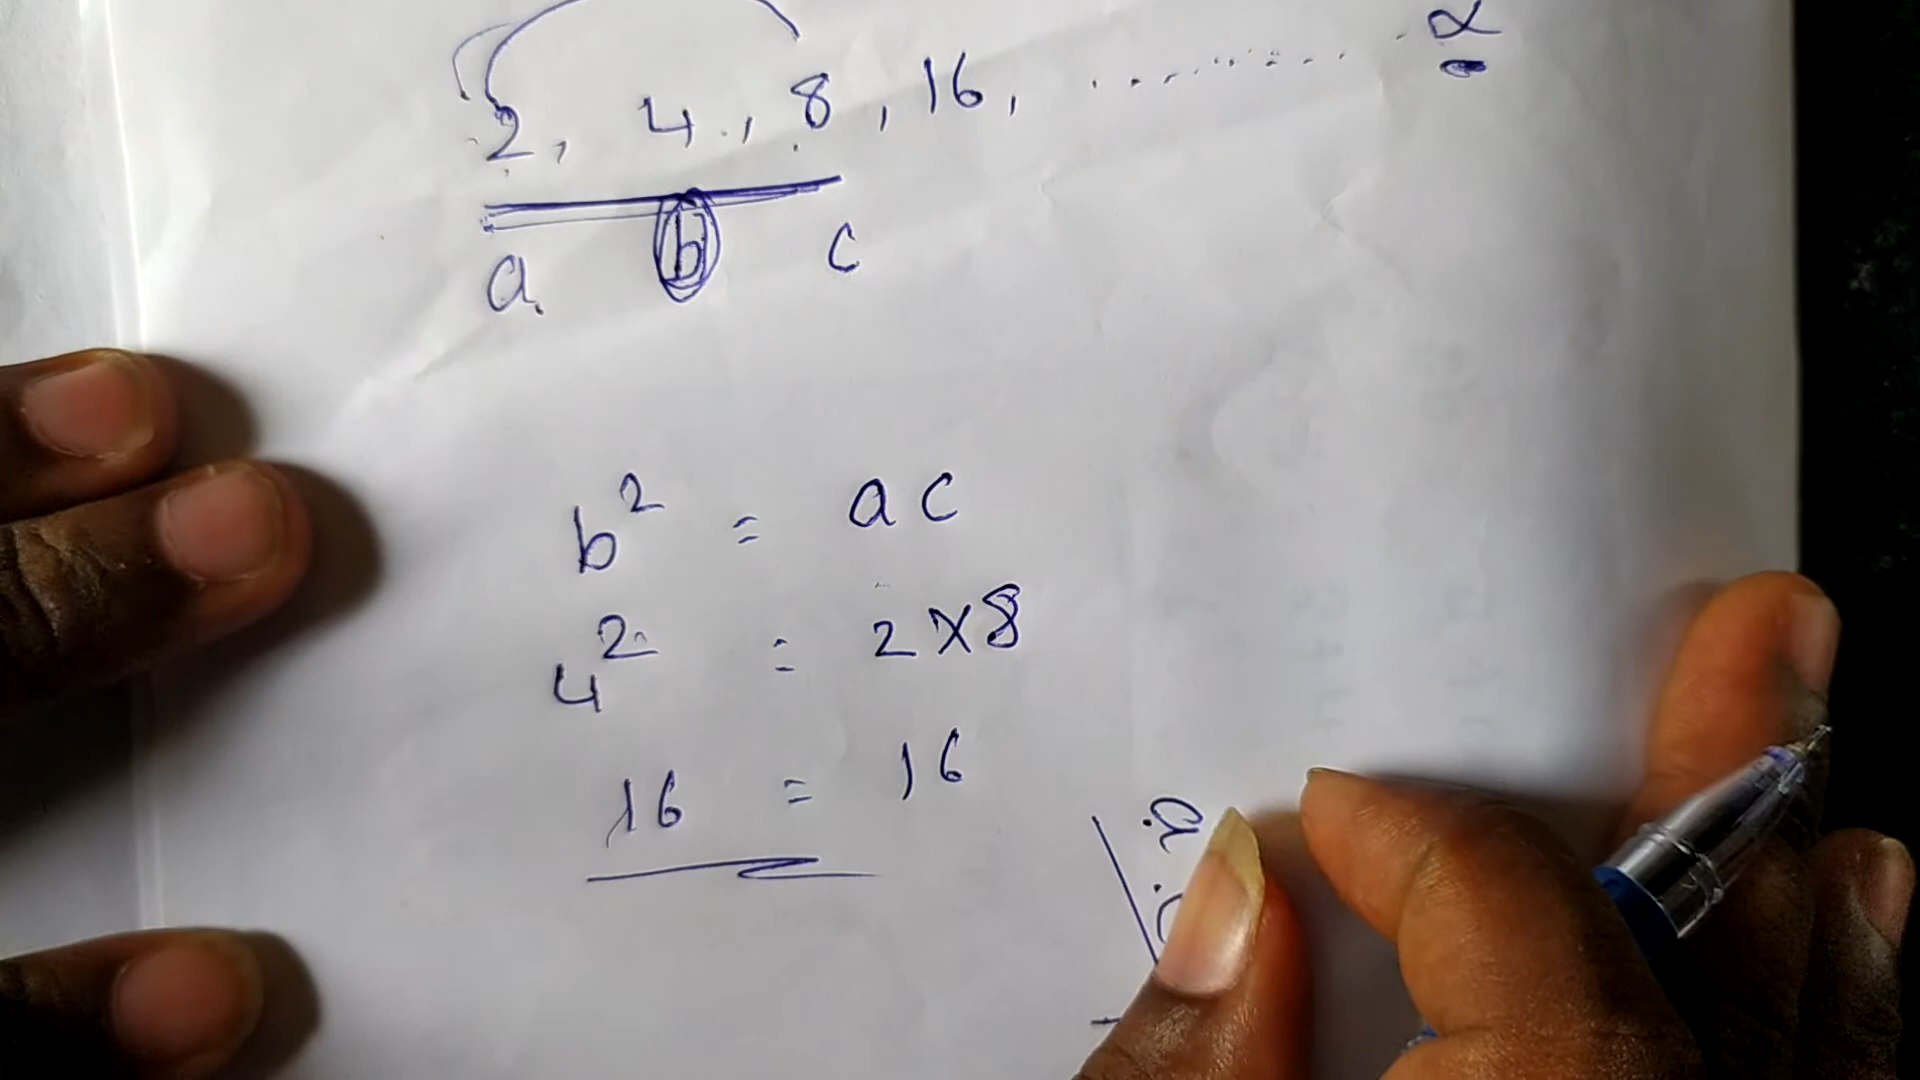 2, 4, 8, 16, ............ α
a b c
b² = ac
4² = 2×8
16 = 16